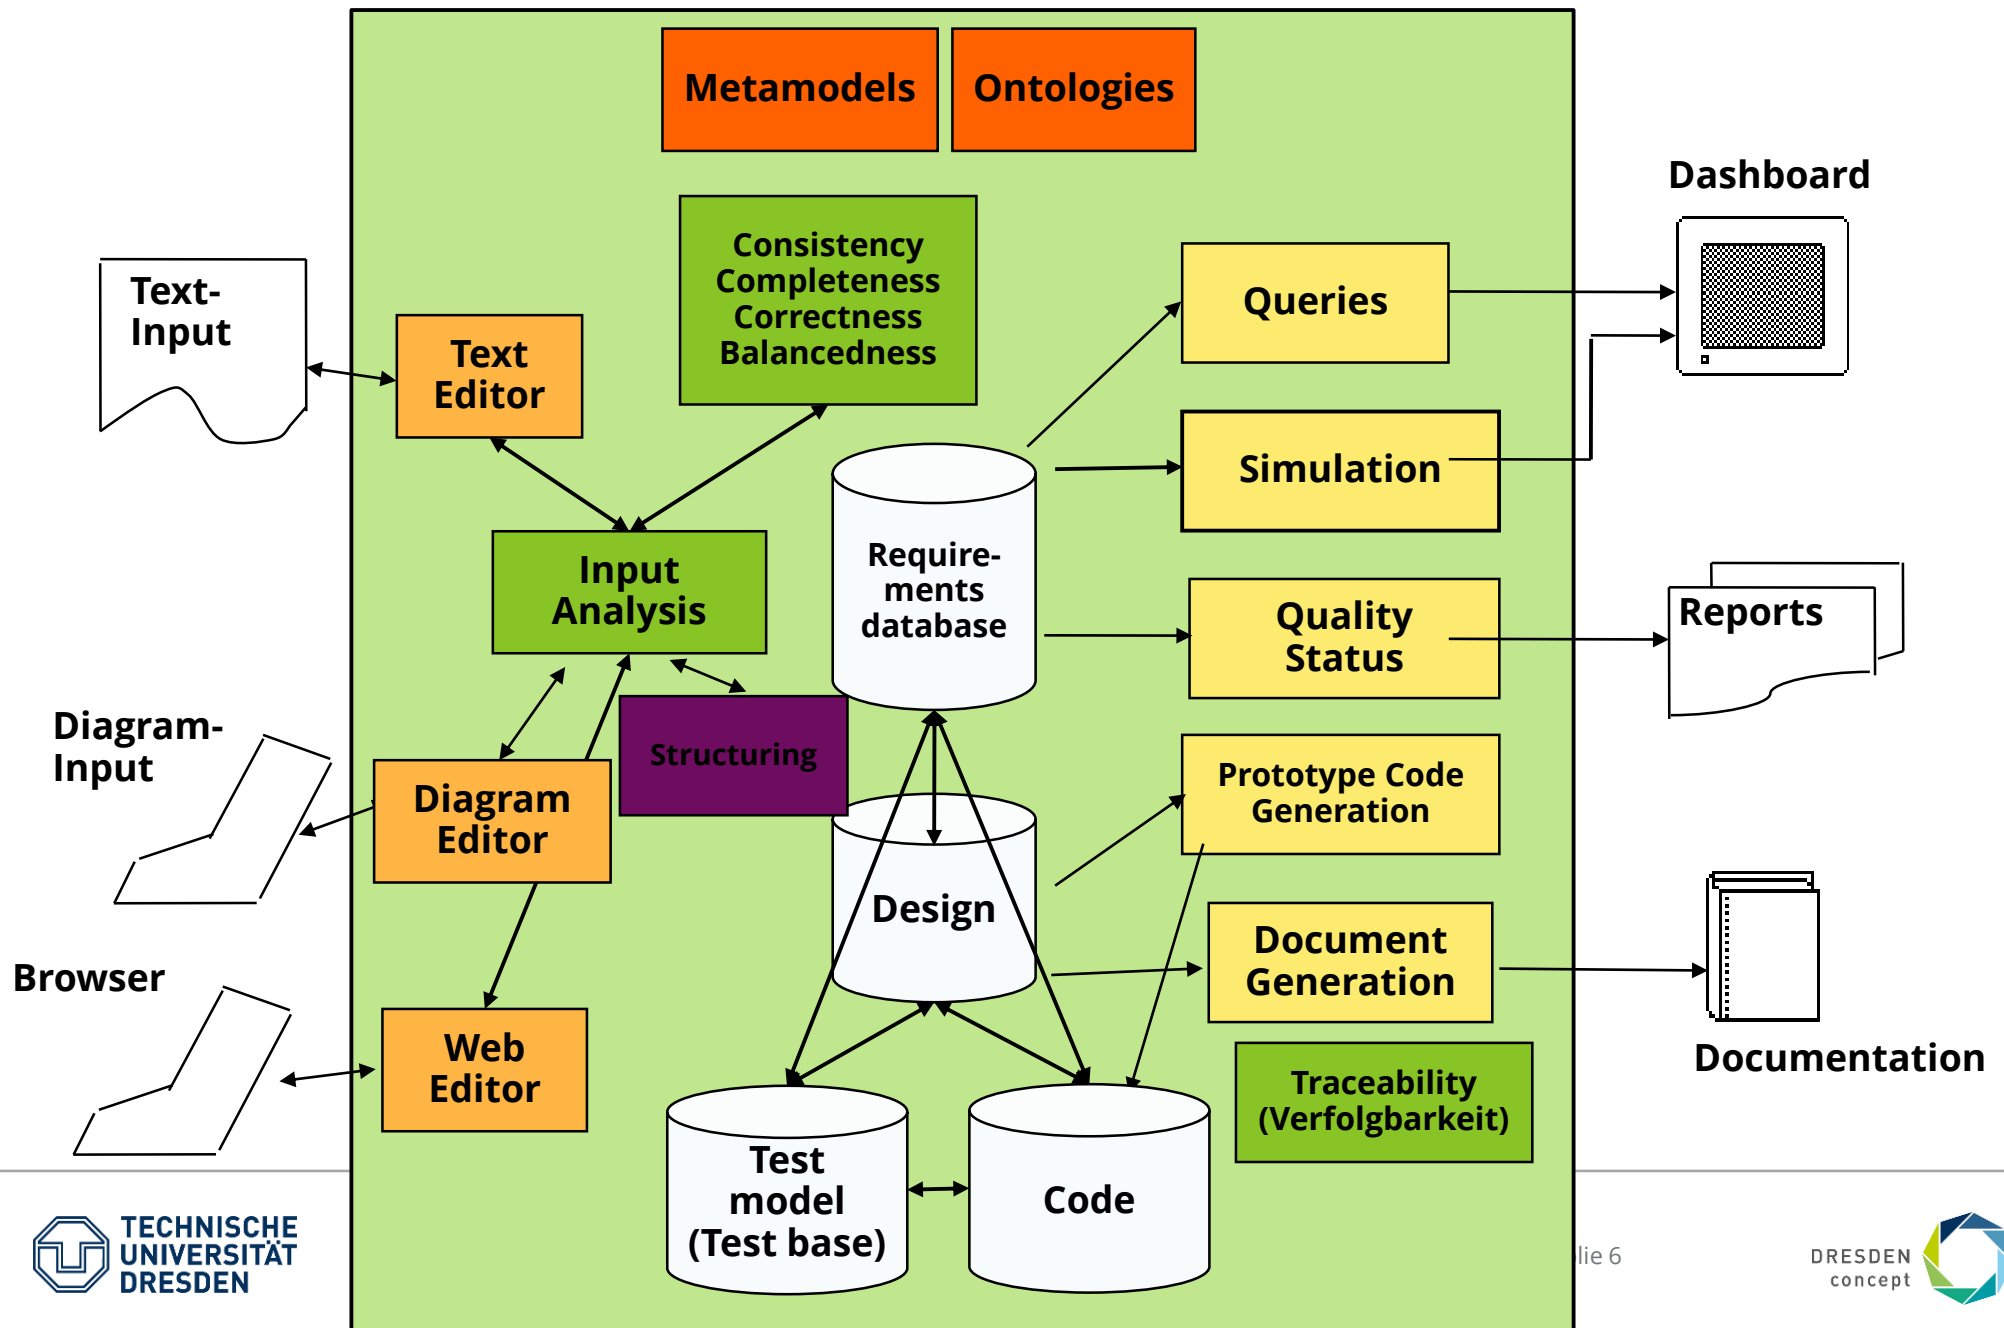 Metamodels
Ontologies
Dashboard
Consistency
Completeness
Correctness
Balancedness
Text-
Input
Text
Editor
Queries
Simulation
Input
Analysis
Require-
ments
database
Quality
Status
Reports
Diagram-
Input
Structuring
Diagram
Editor
Prototype Code
Generation
Design
Document
Generation
Browser
Web
Editor
Documentation
Traceability
(Verfolgbarkeit)
Test
model
(Test base)
Code
TECHNISCHE
UNIVERSITÄT
DRESDEN
lie 6
DRESDEN
concept